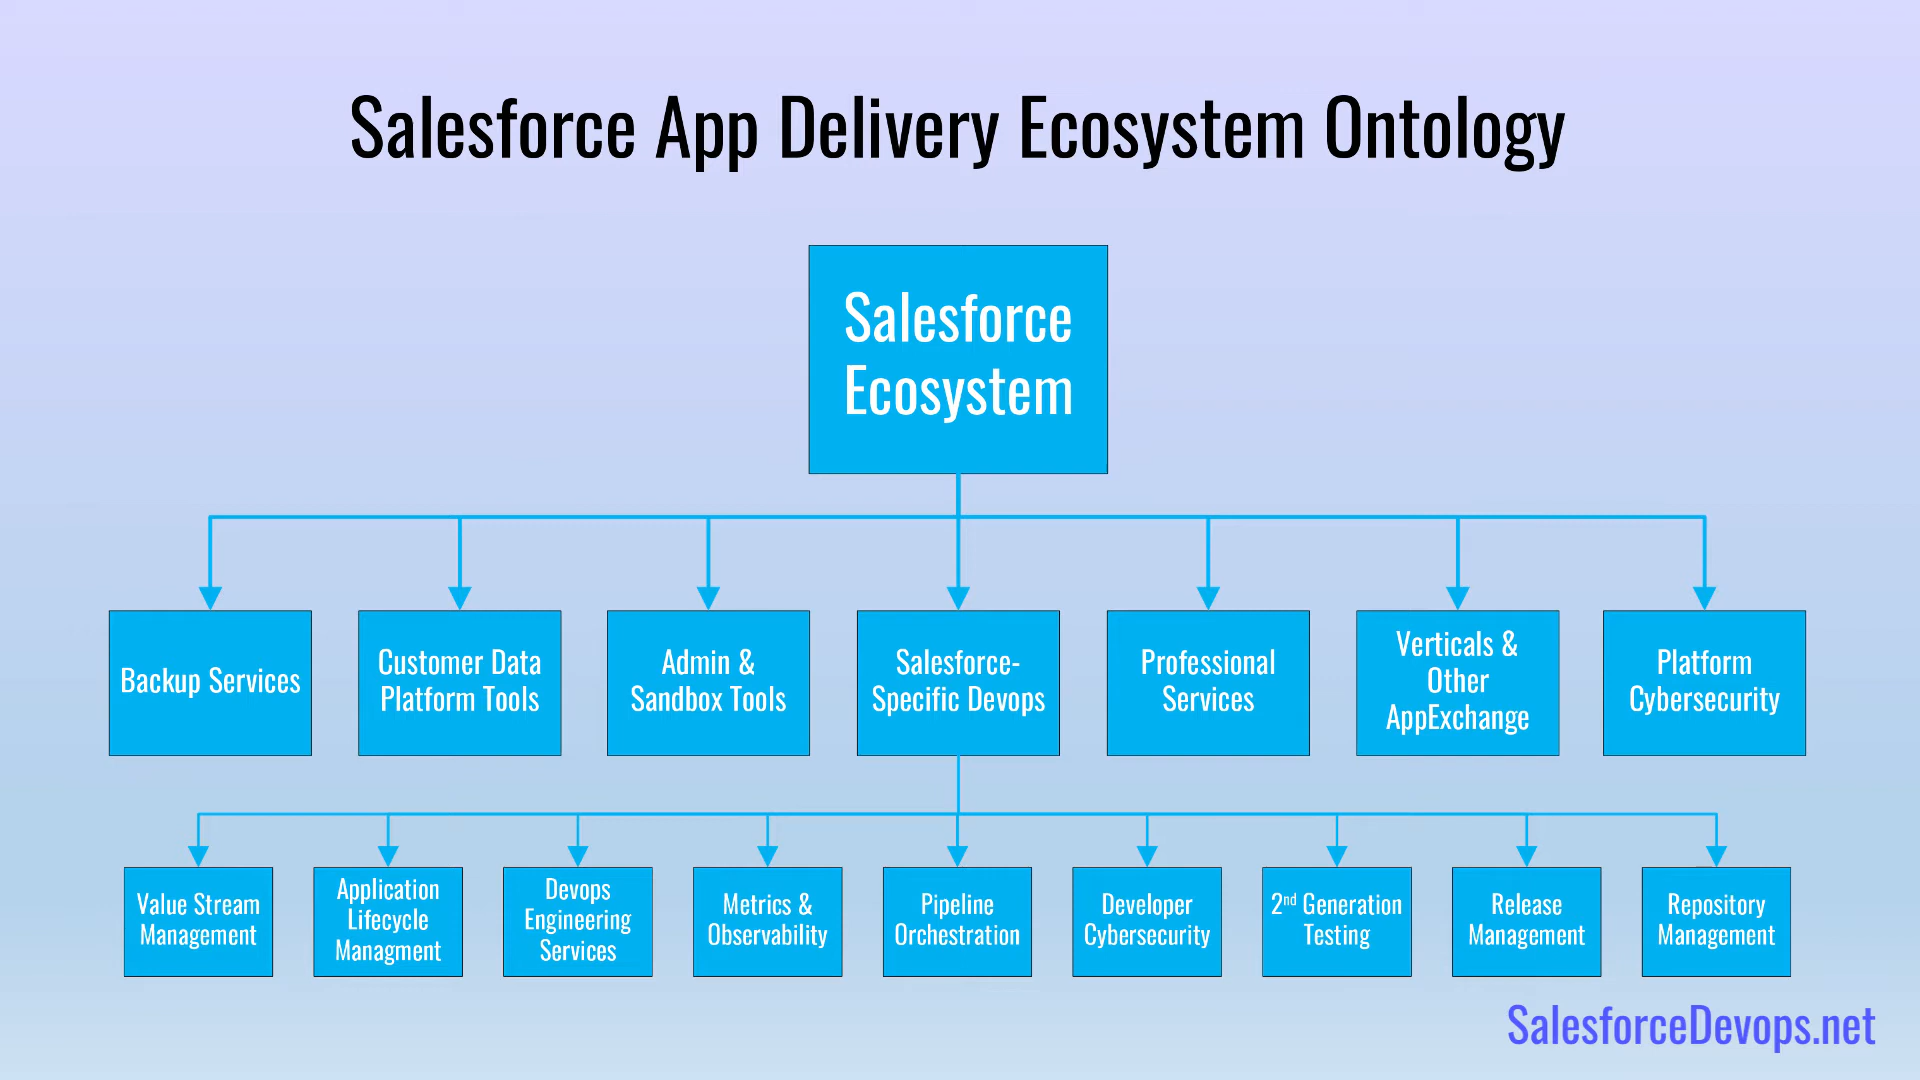 Salesforce App Delivery Ecosystem Ontology
Salesforce
Ecosystem
Backup Services
Customer Data
Platform Tools
Admin &
Sandbox Tools
Salesforce-
Specific Devops
Professional
Services
Verticals &
Other
AppExchange
Platform
Cybersecurity
Value Stream
Management
Application
Lifecycle
Managment
Devops
Engineering
Services
Metrics &
Observability
Pipeline
Orchestration
Developer
Cybersecurity
2nd Generation
Testing
Release
Management
Repository
Management
SalesforceDevops.net